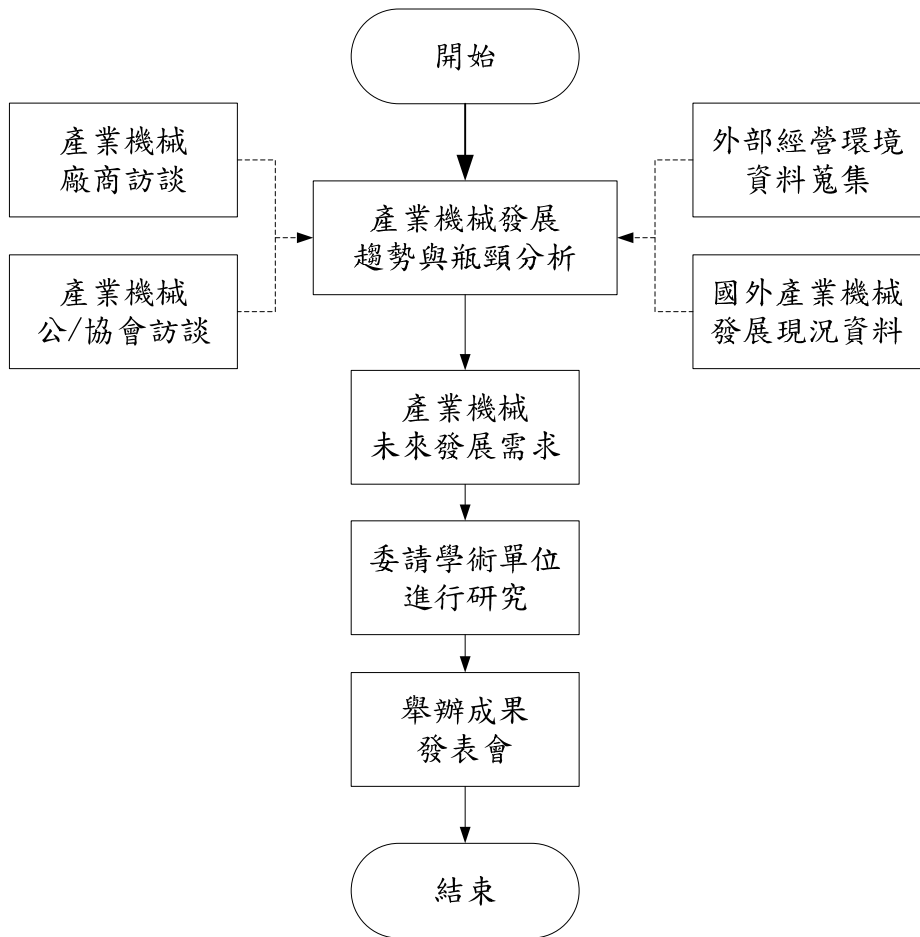 開始
產業機械
廠商訪談
外部經營環境
資料蒐集
產業機械發展
趨勢與瓶頸分析
產業機械
公/協會訪談
國外產業機械
發展現況資料
產業機械
未來發展需求
委請學術單位
進行研究
舉辦成果
發表會
結束